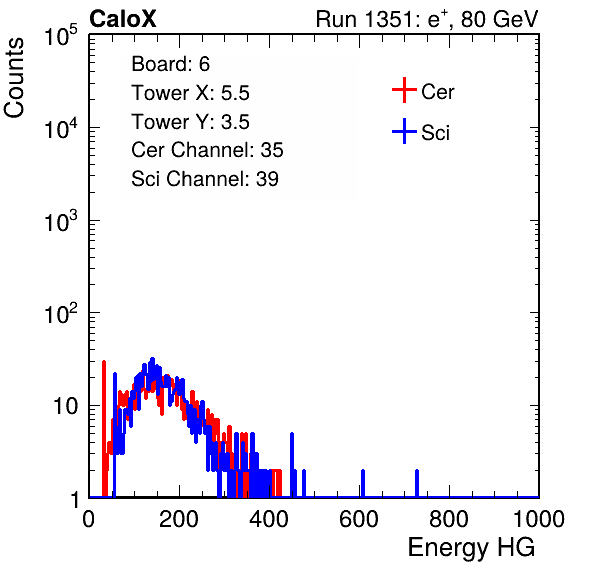 CaloX Run 1351: e⁺, 80 GeV
Counts
10⁵
10⁴
10³
10²
10
1
Board: 6
Tower X: 5.5
Tower Y: 3.5
Cer Channel: 35
Sci Channel: 39
Cer
Sci
0 200 400 600 800 1000
Energy HG